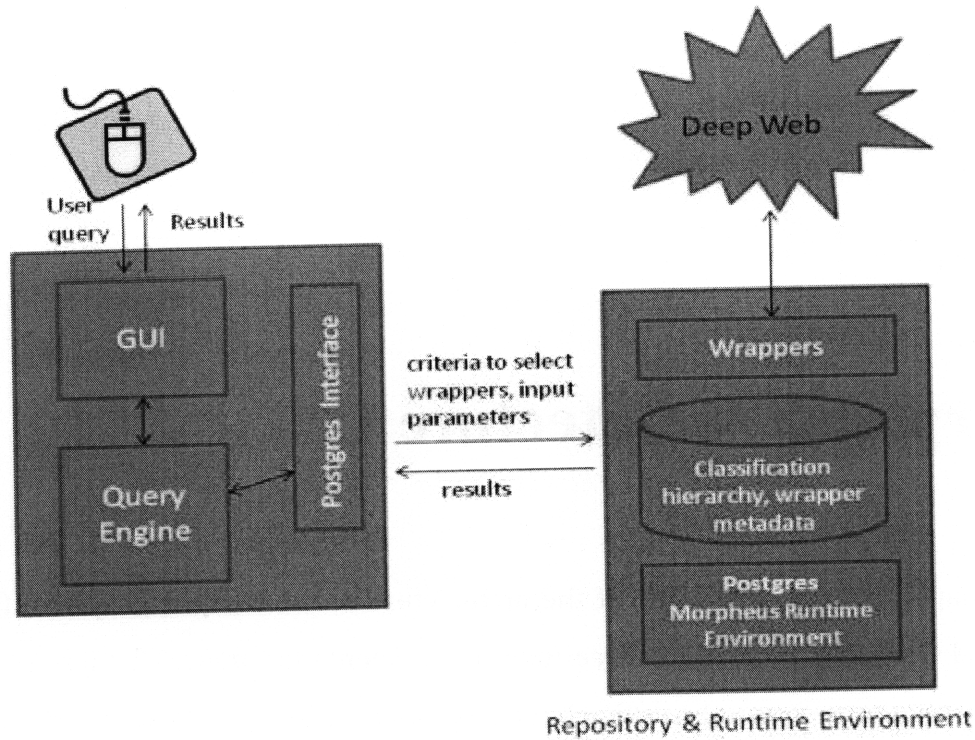 Deep Web
User
query
Results
GUI
Query
Engine
Postgres Interface
criteria to select
wrappers, input
parameters
results
Wrappers
Classification
hierarchy, wrapper
metadata
Postgres
Morpheus Runtime
Environment
Repository & Runtime Environment